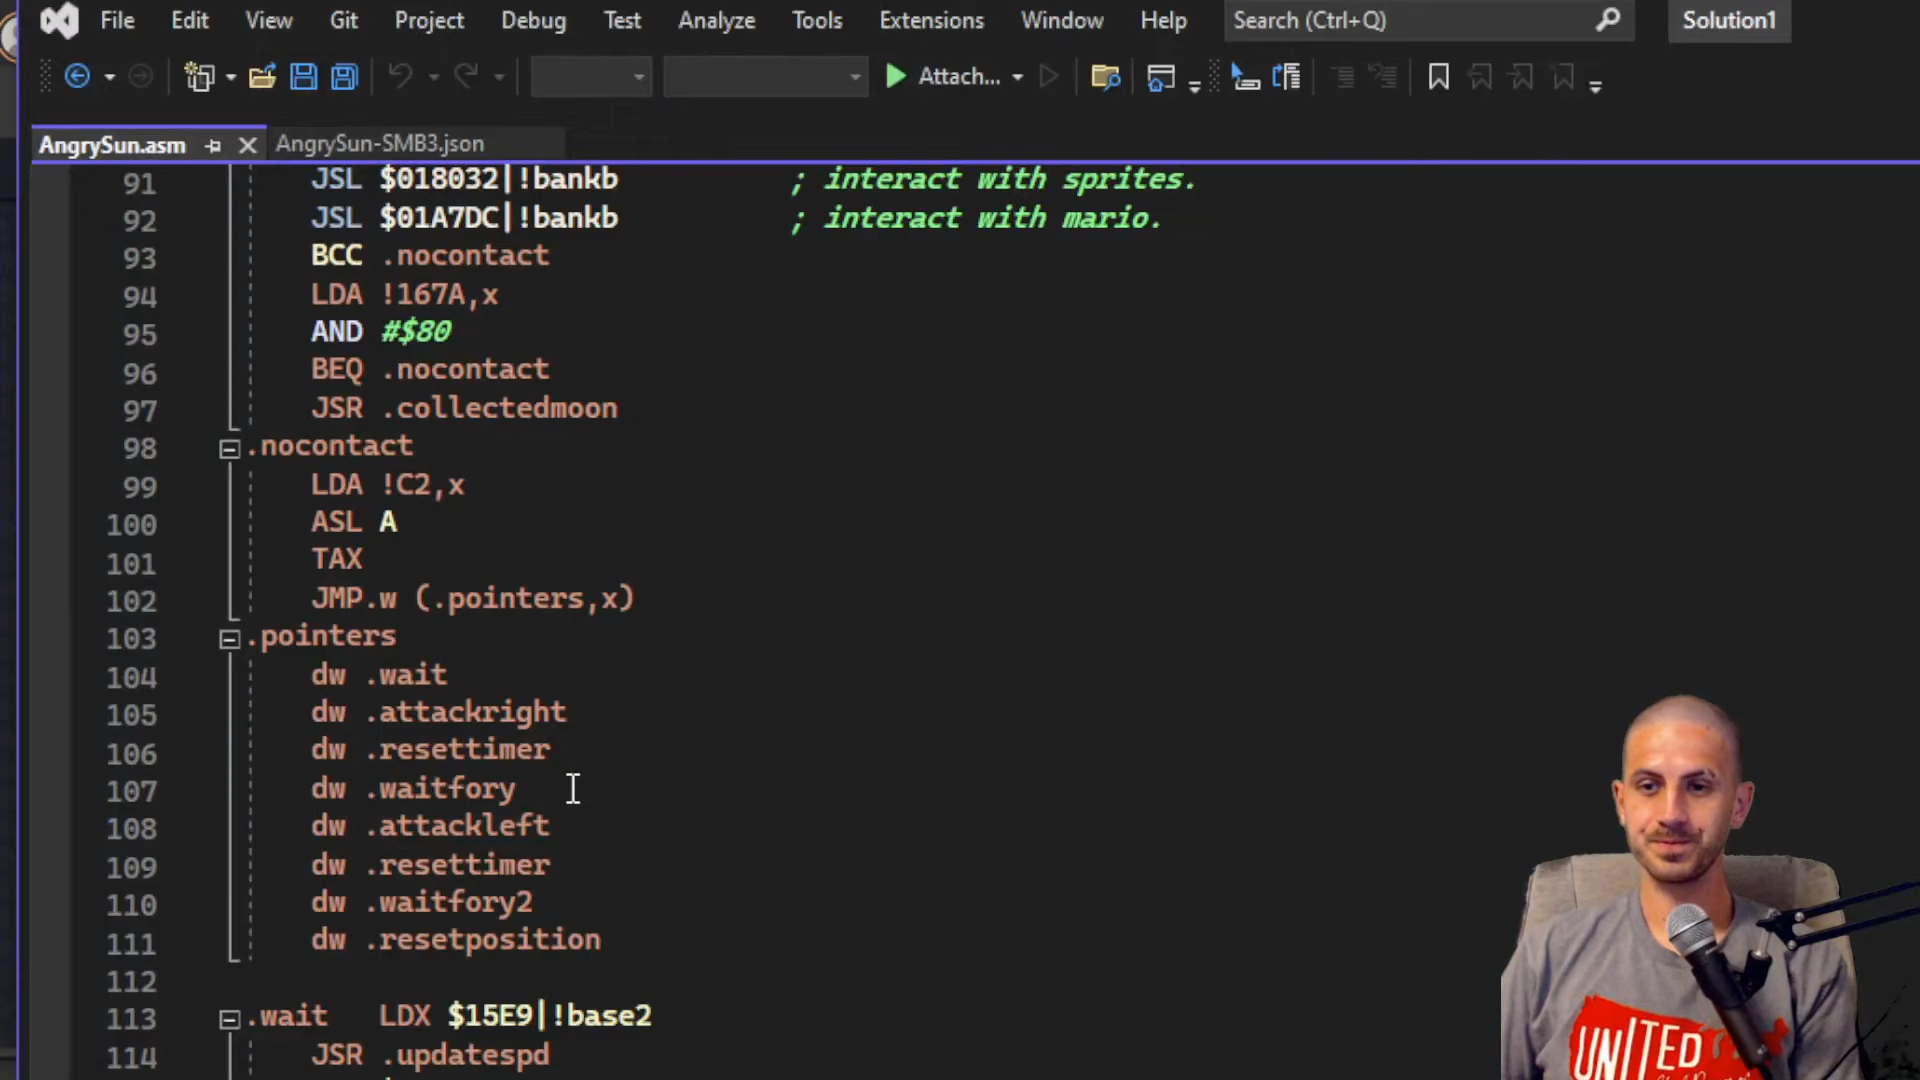 File Edit View Git Project Debug Test Analyze Tools Extensions Window Help Search (Ctrl+Q) Solution1
Attach...
AngrySun.asm AngrySun-SMB3.json
91 JSL $018032|!bankb ; interact with sprites.
92 JSL $01A7DC|!bankb ; interact with mario.
93 BCC .nocontact
94 LDA !167A,x
95 AND #$80
96 BEQ .nocontact
97 JSR .collectedmoon
98 .nocontact
99 LDA !C2,x
100 ASL A
101 TAX
102 JMP.w (.pointers,x)
103 .pointers
104 dw .wait
105 dw .attackright
106 dw .resettimer
107 dw .waitfory
108 dw .attackleft
109 dw .resettimer
110 dw .waitfory2
111 dw .resetposition
112
113 .wait LDX $15E9|!base2
114 JSR .updatespd
UNITED